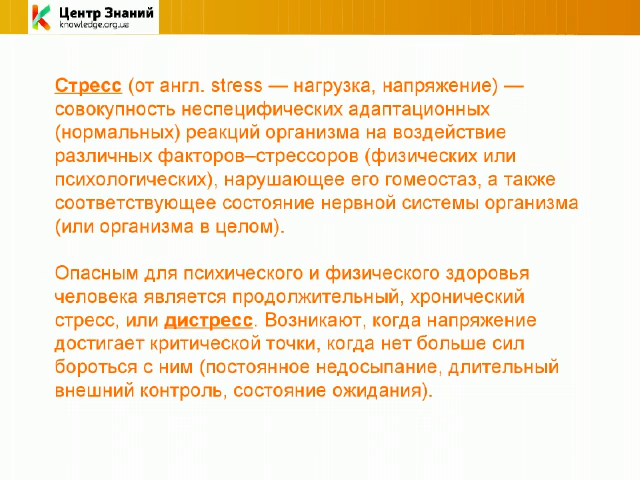 Центр Знаний
knowledge.org.ua
Стресс (от англ. stress — нагрузка, напряжение) —
совокупность неспецифических адаптационных
(нормальных) реакций организма на воздействие
различных факторов–стрессоров (физических или
психологических), нарушающее его гомеостаз, а также
соответствующее состояние нервной системы организма
(или организма в целом).
Опасным для психического и физического здоровья
человека является продолжительный, хронический
стресс, или дистресс. Возникают, когда напряжение
достигает критической точки, когда нет больше сил
бороться с ним (постоянное недосыпание, длительный
внешний контроль, состояние ожидания).